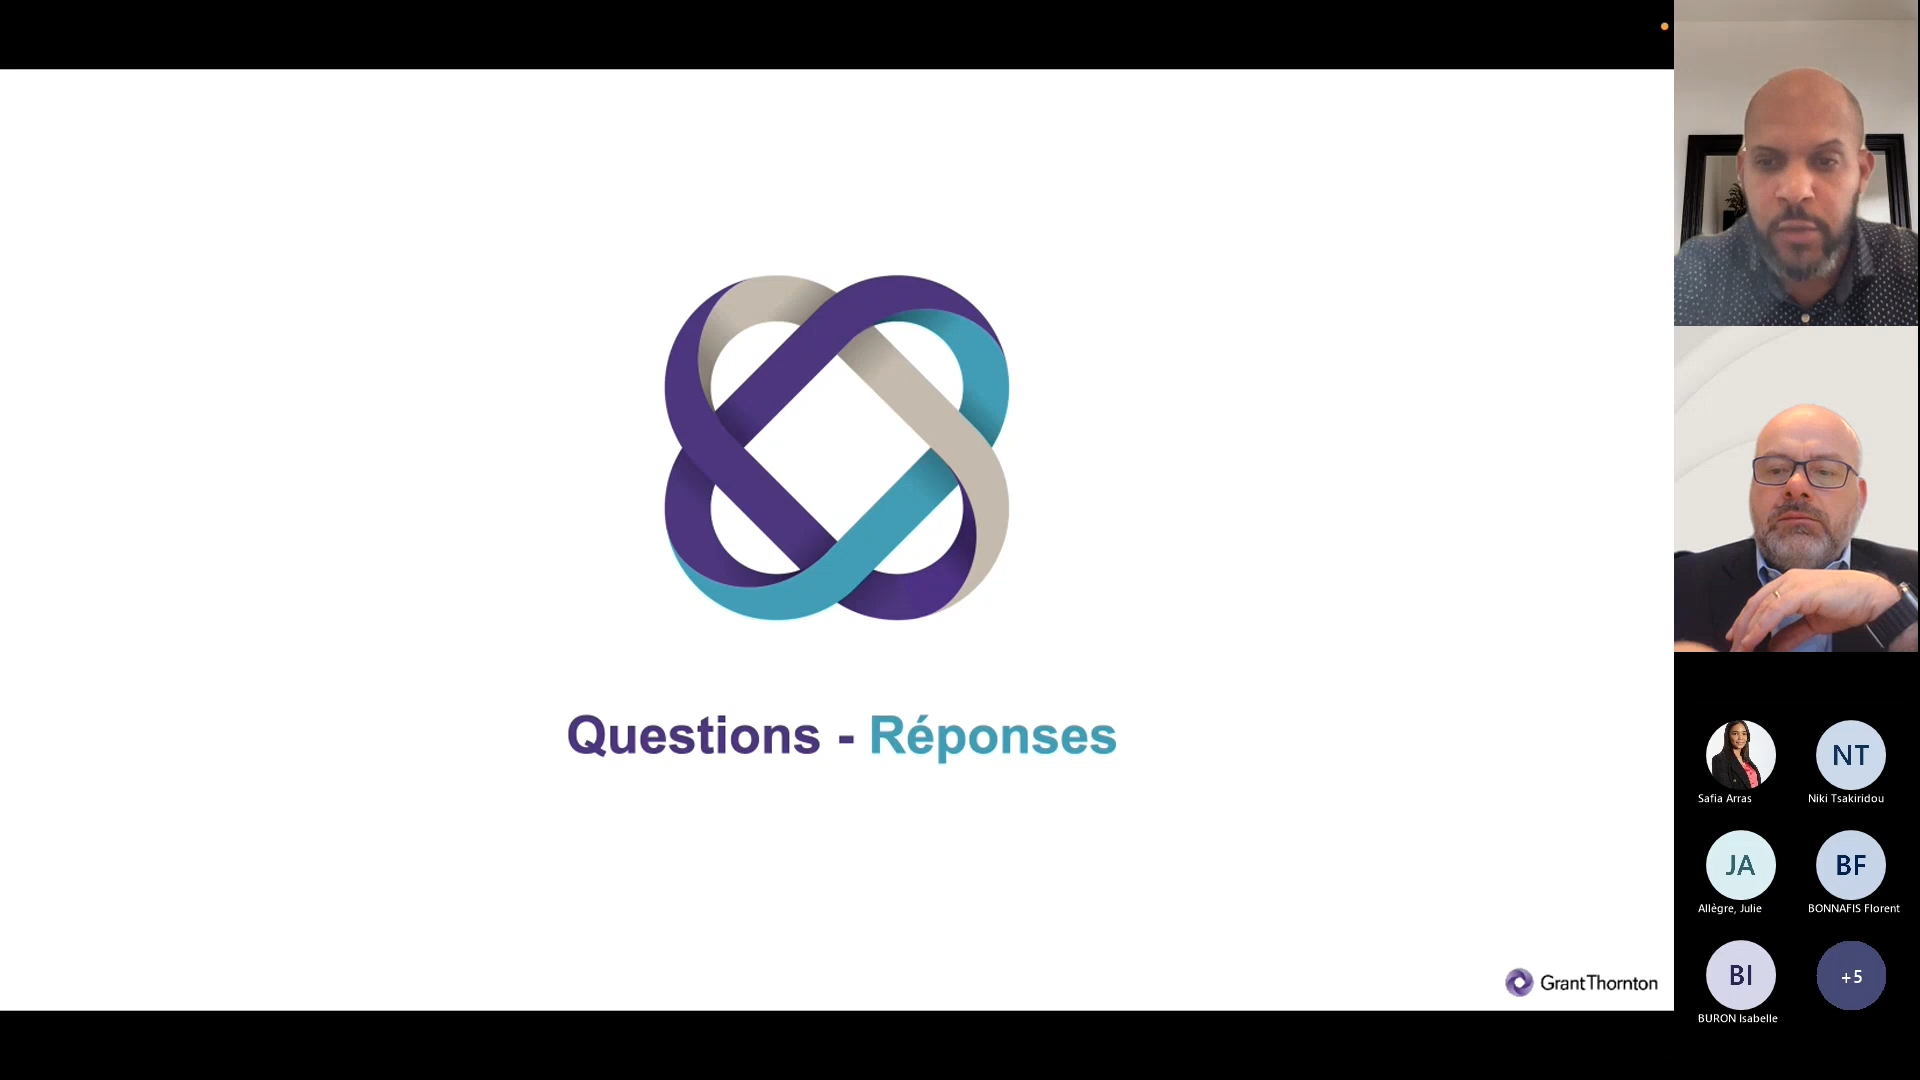 Questions - Réponses
GrantThornton
Safia Arras
NT
Niki Tsakiridou
JA
Allègre, Julie
BF
BONNAFIS Florent
BI
BURON Isabelle
+5